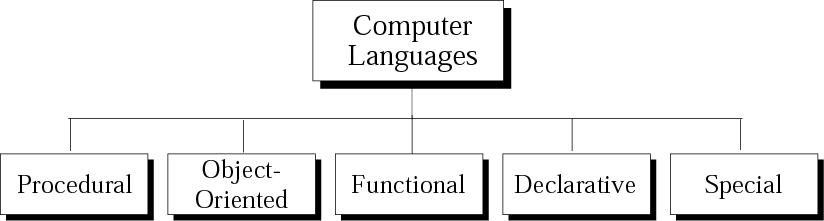 Computer
Languages
Procedural
Object-
Oriented
Functional
Declarative
Special